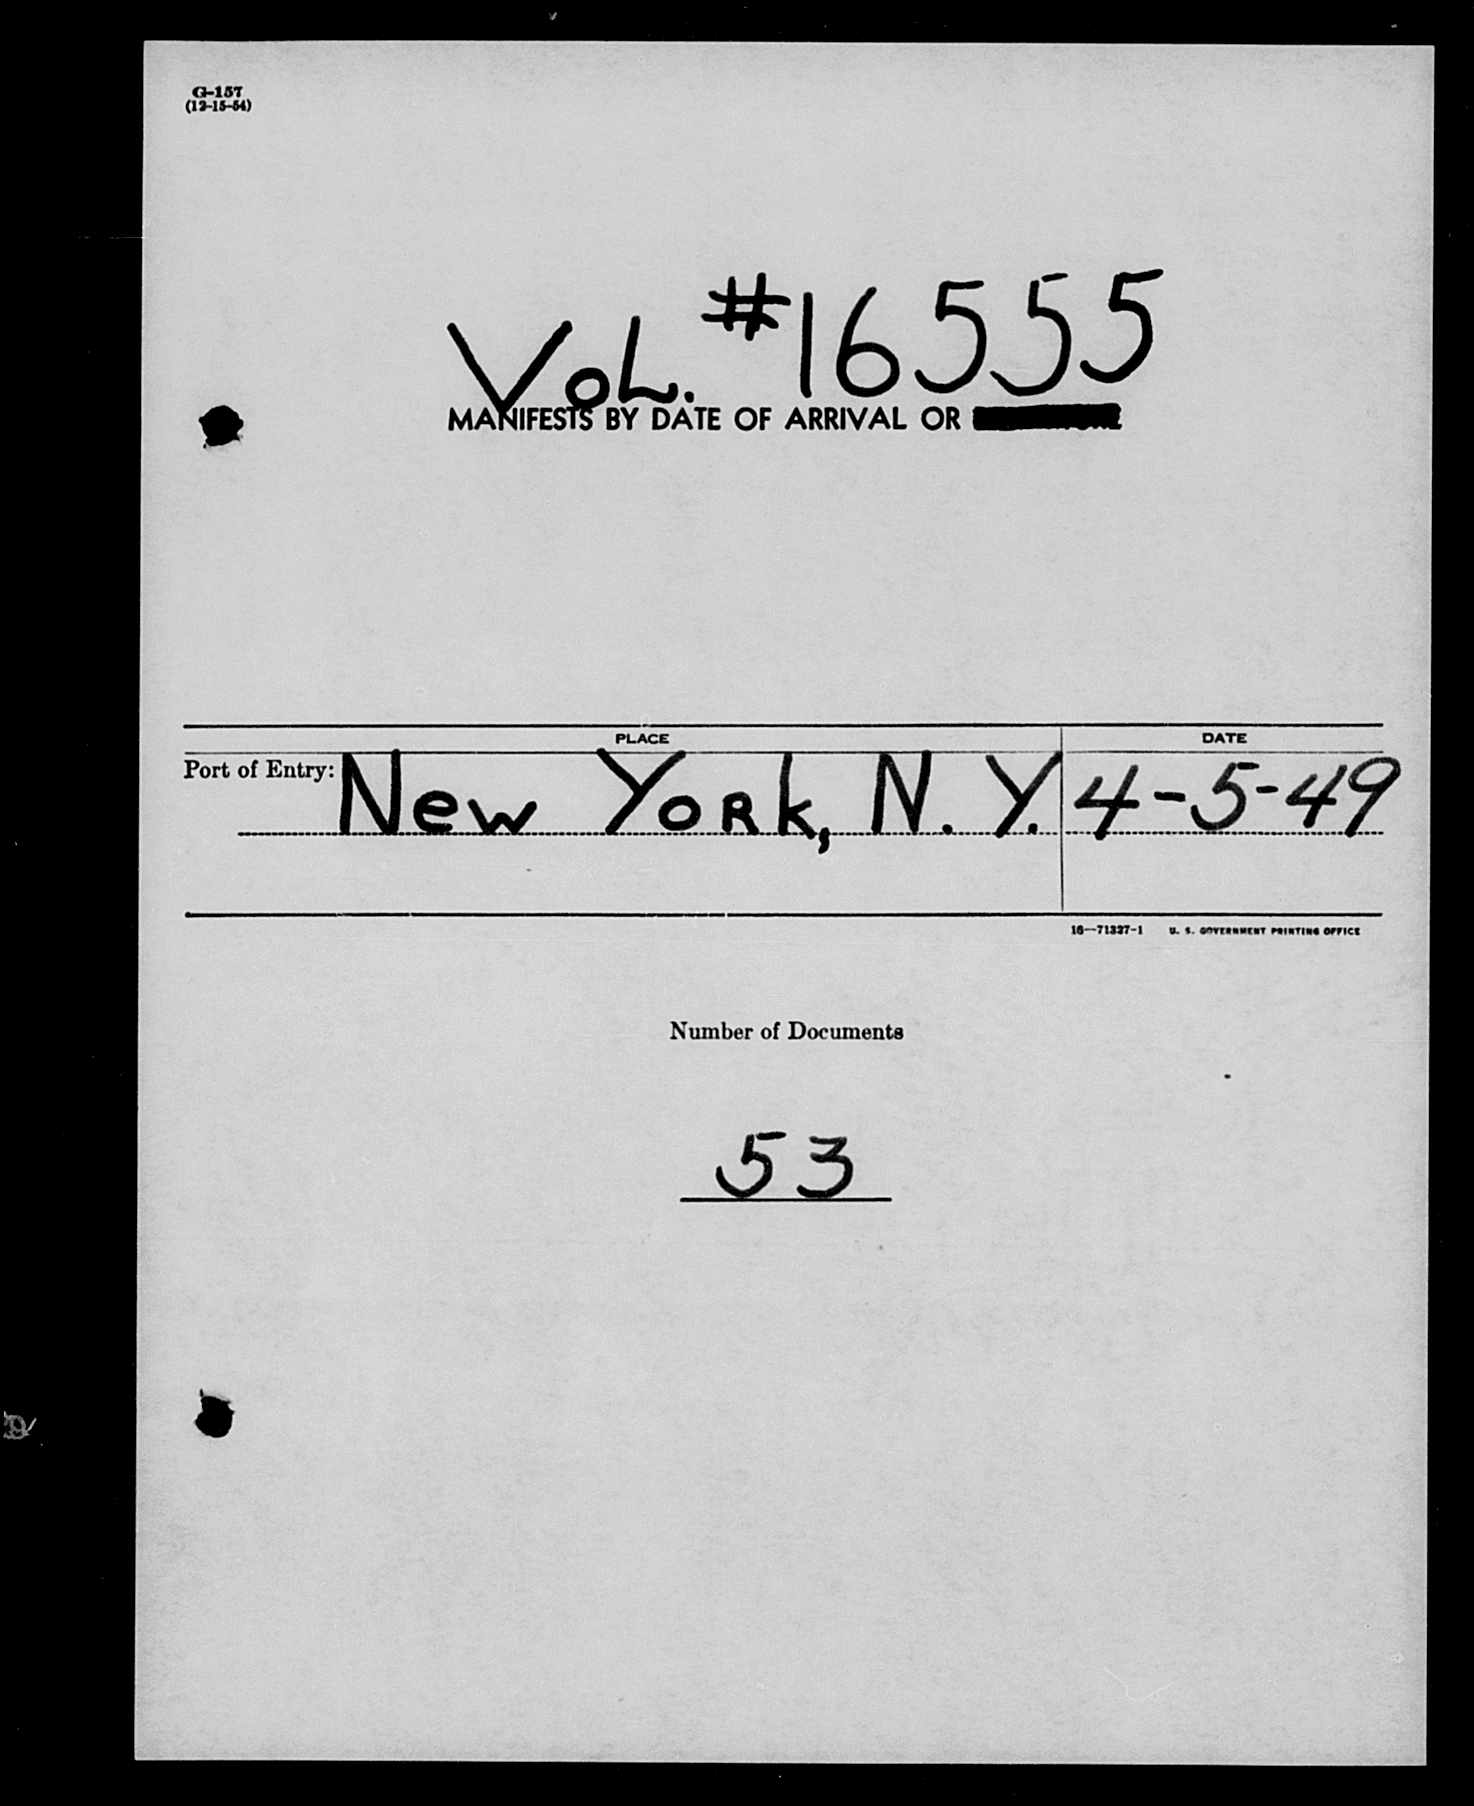 G-157
(12-15-54)
VoL. #16555
MANIFESTS BY DATE OF ARRIVAL OR
PLACE
DATE
Port of Entry: New York, N. Y. 4-5-49
16—71327-1 U. S. GOVERNMENT PRINTING OFFICE
Number of Documents
53